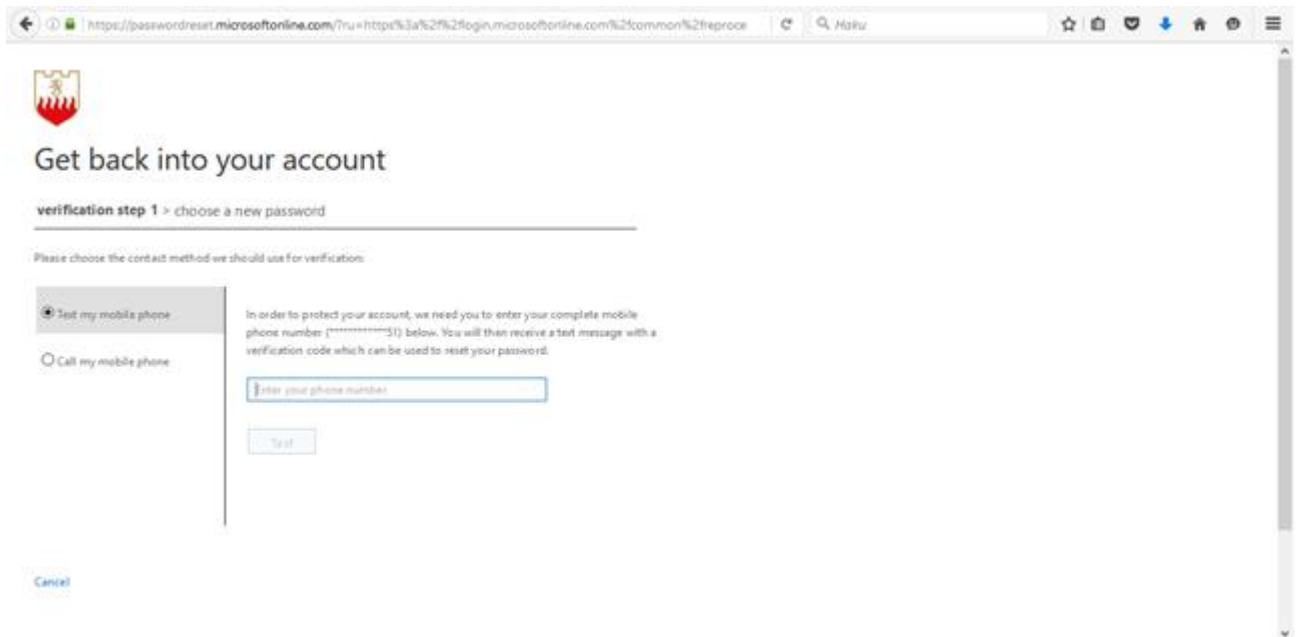 https://passwordreset.microsoftonline.com/?ru=https%3a%2f%2flogin.microsoftonline.com%2fcommon%2freproce
Haku
Get back into your account
verification step 1 > choose a new password
Please choose the contact method we should use for verification:
Text my mobile phone
Call my mobile phone
In order to protect your account, we need you to enter your complete mobile
phone number (************51) below. You will then receive a text message with a
verification code which can be used to reset your password.
Enter your phone number
Text
Cancel